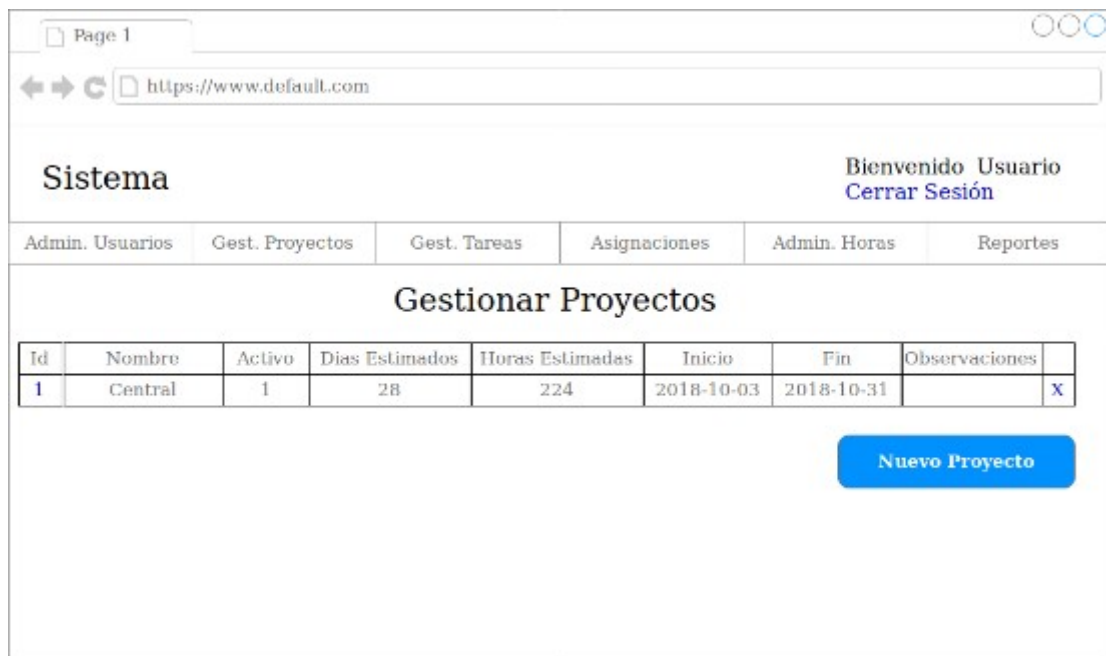 Page 1
https://www.default.com
Sistema
Bienvenido Usuario
Cerrar Sesión
Admin. Usuarios Gest. Proyectos Gest. Tareas Asignaciones Admin. Horas Reportes
Gestionar Proyectos
Id Nombre Activo Dias Estimados Horas Estimadas Inicio Fin Observaciones
1 Central 1 28 224 2018-10-03 2018-10-31 X
Nuevo Proyecto